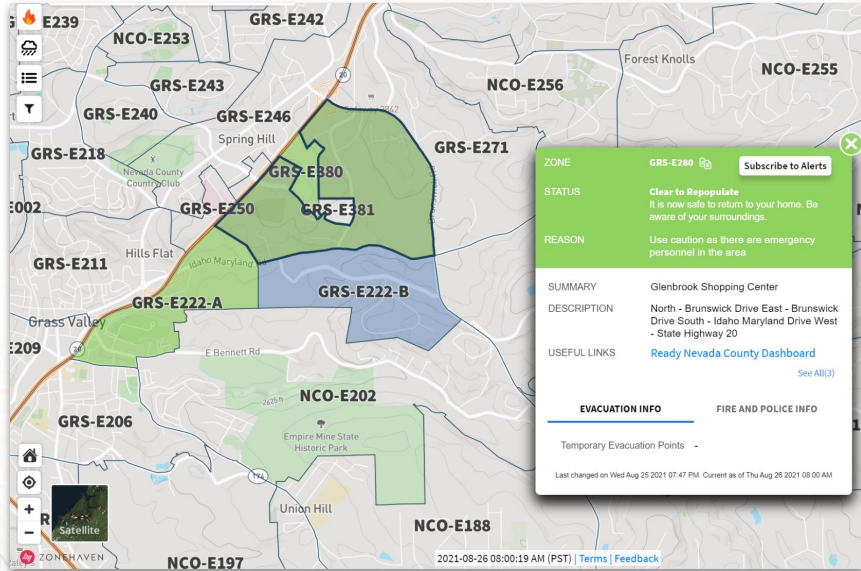 E239
GRS-E242
NCO-E253
20
Forest Knolls
NCO-E255
GRS-E243
NCO-E256
GRS-E240
GRS-E246
Spring Hill
GRS-E218
GRS-E271
Nevada County
Country Club
GRS-E380
E002
GRS-E250
GRS-E381
Hills Flat
GRS-E211
Idaho Maryland Rd
GRS-E222-B
GRS-E222-A
Grass Valley
E209
20
E Bennett Rd
NCO-E202
2625 ft
GRS-E206
Empire Mine State
Historic Park
174
Union Hill
Satellite
NCO-E188
ZONEHAVEN
NCO-E197
2021-08-26 08:00:19 AM (PST) | Terms | Feedback
ZONE GRS-E280 Subscribe to Alerts
STATUS Clear to Repopulate
It is now safe to return to your home. Be
aware of your surroundings.
REASON Use caution as there are emergency
personnel in the area
SUMMARY Glenbrook Shopping Center
DESCRIPTION North - Brunswick Drive East - Brunswick
Drive South - Idaho Maryland Drive West
- State Highway 20
USEFUL LINKS Ready Nevada County Dashboard
See All(3)
EVACUATION INFO FIRE AND POLICE INFO
Temporary Evacuation Points -
Last changed on Wed Aug 25 2021 07:47 PM. Current as of Thu Aug 26 2021 08:00 AM